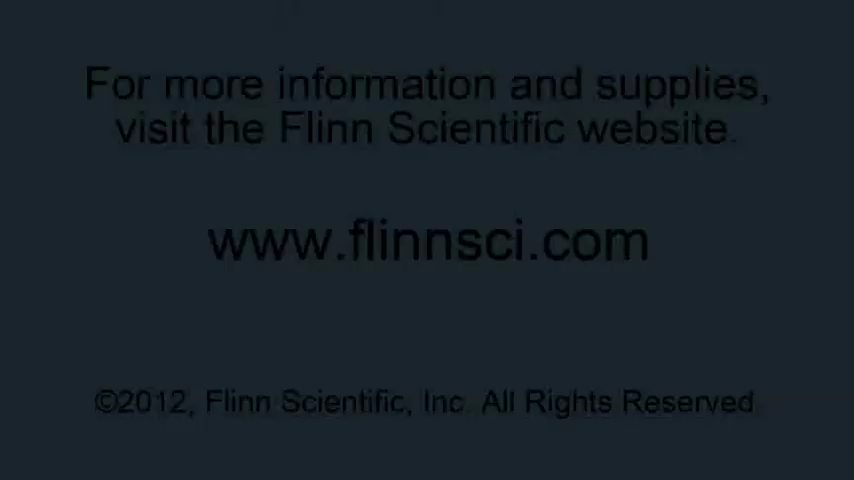 For more information and supplies,
visit the Flinn Scientific website.
www.flinnsci.com
©2012, Flinn Scientific, Inc. All Rights Reserved.